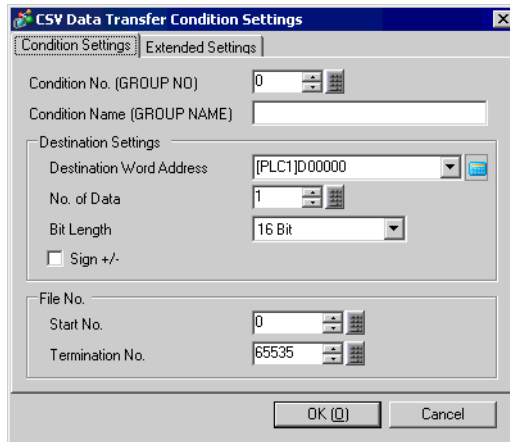 CSV Data Transfer Condition Settings
Condition Settings Extended Settings
Condition No. (GROUP NO) 0
Condition Name (GROUP NAME)
Destination Settings
Destination Word Address [PLC1]D00000
No. of Data 1
Bit Length 16 Bit
Sign +/-
File No.
Start No. 0
Termination No. 65535
OK (O) Cancel